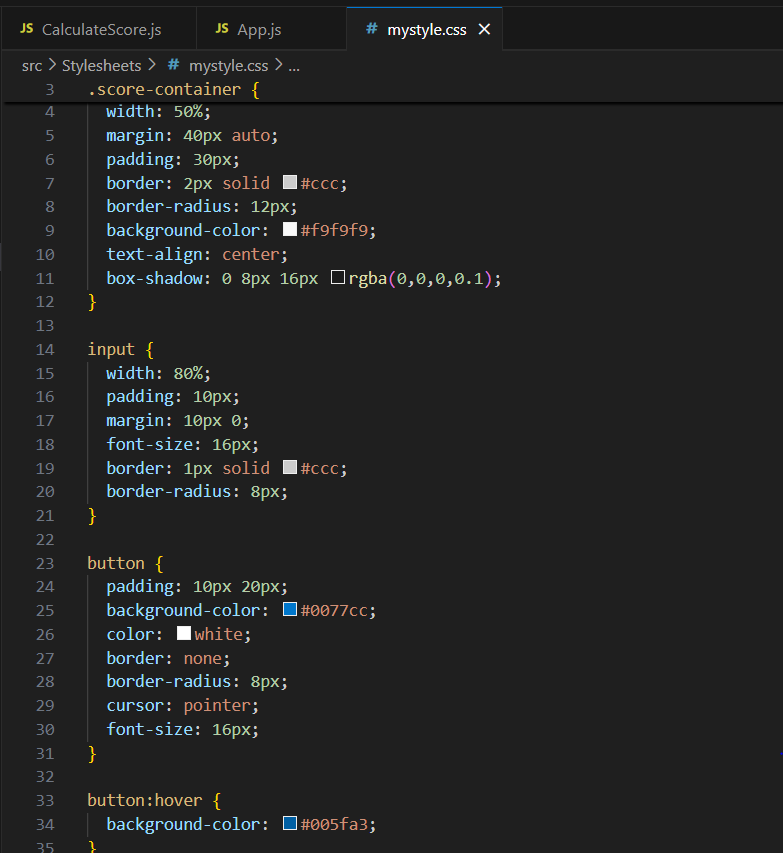 JS CalculateScore.js JS App.js # mystyle.css ×
src > Stylesheets > # mystyle.css > ...
3 .score-container {
4 width: 50%;
5 margin: 40px auto;
6 padding: 30px;
7 border: 2px solid #ccc;
8 border-radius: 12px;
9 background-color: #f9f9f9;
10 text-align: center;
11 box-shadow: 0 8px 16px rgba(0,0,0,0.1);
12 }
13
14 input {
15 width: 80%;
16 padding: 10px;
17 margin: 10px 0;
18 font-size: 16px;
19 border: 1px solid #ccc;
20 border-radius: 8px;
21 }
22
23 button {
24 padding: 10px 20px;
25 background-color: #0077cc;
26 color: white;
27 border: none;
28 border-radius: 8px;
29 cursor: pointer;
30 font-size: 16px;
31 }
32
33 button:hover {
34 background-color: #005fa3;
35 }